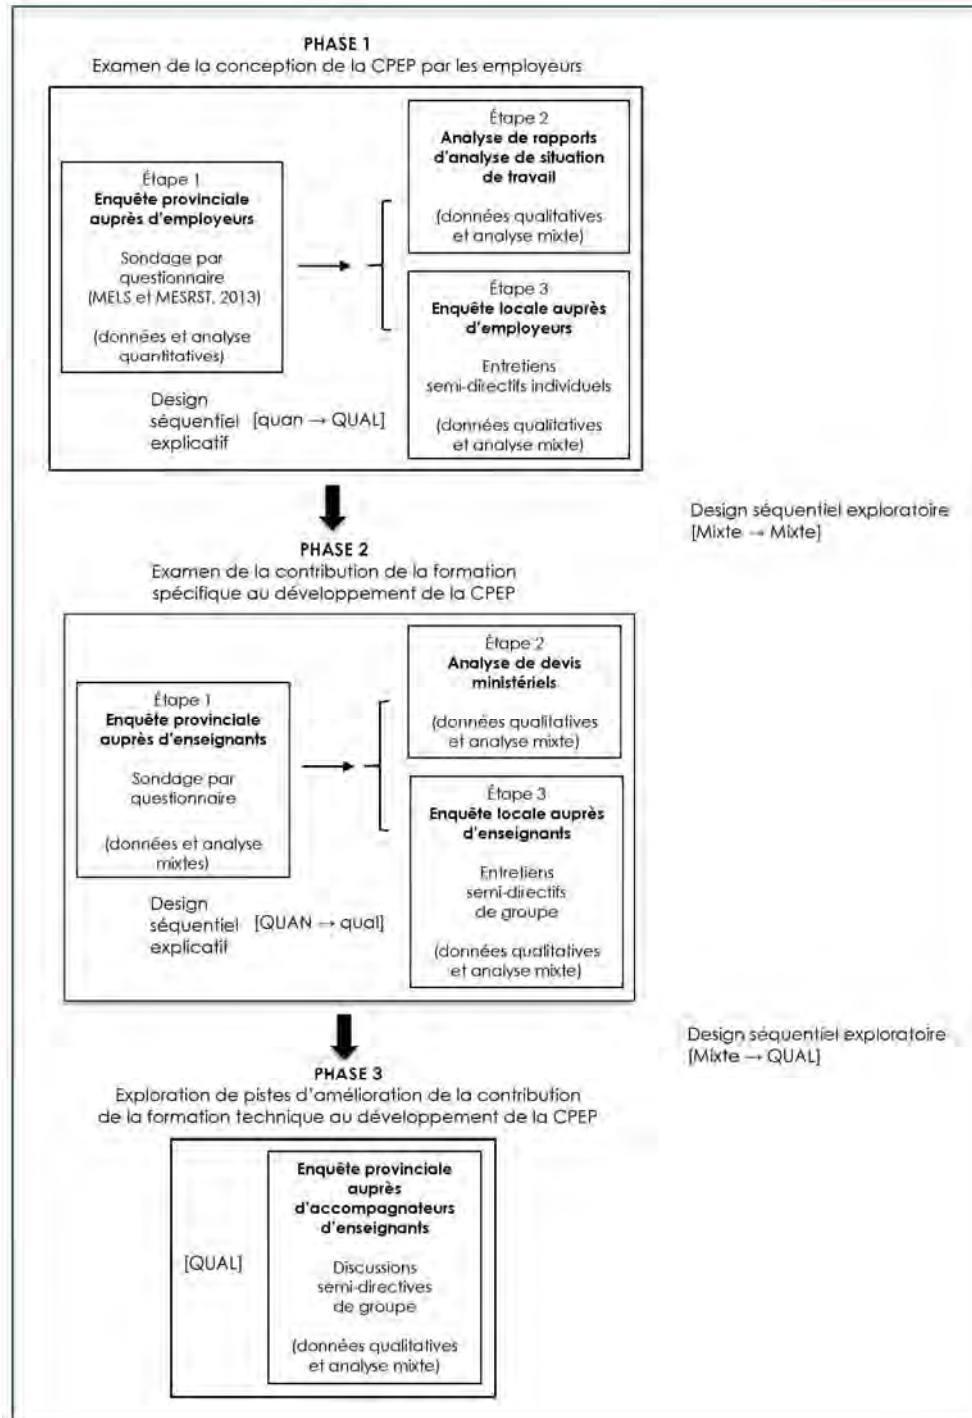 PHASE 1
Examen de la conception de la CPEP par les employeurs
Étape 1
Enquête provinciale
auprès d'employeurs
Sondage par
questionnaire
(MELS et MESRST, 2013)
(données et analyse
quantitatives)
Étape 2
Analyse de rapports
d'analyse de situation
de travail
(données qualitatives
et analyse mixte)
Étape 3
Enquête locale auprès
d'employeurs
Entretiens
semi-directifs individuels
(données qualitatives
et analyse mixte)
Design
séquentiel [quan → QUAL]
explicatif
Design séquentiel exploratoire
[Mixte → Mixte]
PHASE 2
Examen de la contribution de la formation
spécifique au développement de la CPEP
Étape 1
Enquête provinciale
auprès d'enseignants
Sondage par
questionnaire
(données et analyse
mixtes)
Étape 2
Analyse de devis
ministériels
(données qualitatives
et analyse mixte)
Étape 3
Enquête locale auprès
d'enseignants
Entretiens
semi-directifs
de groupe
(données qualitatives
et analyse mixte)
Design
séquentiel [QUAN → qual]
explicatif
Design séquentiel exploratoire
[Mixte → QUAL]
PHASE 3
Exploration de pistes d'amélioration de la contribution
de la formation technique au développement de la CPEP
[QUAL]
Enquête provinciale
auprès
d'accompagnateurs
d'enseignants
Discussions
semi-directives
de groupe
(données qualitatives
et analyse mixte)